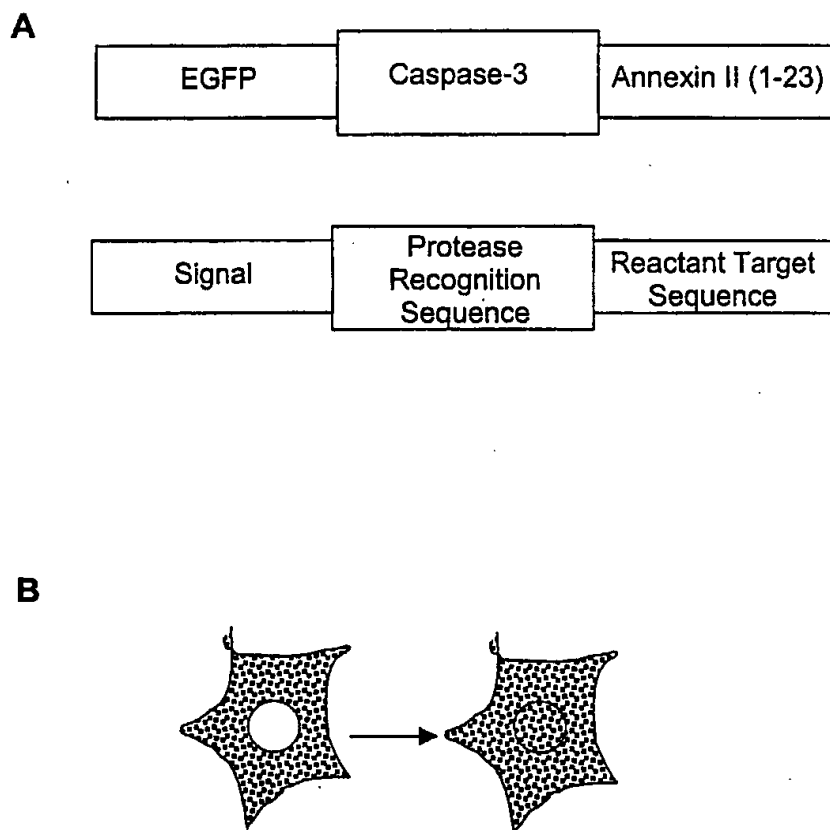 A
EGFP
Caspase-3
Annexin II (1-23)
Signal
Protease
Recognition
Sequence
Reactant Target
Sequence
B